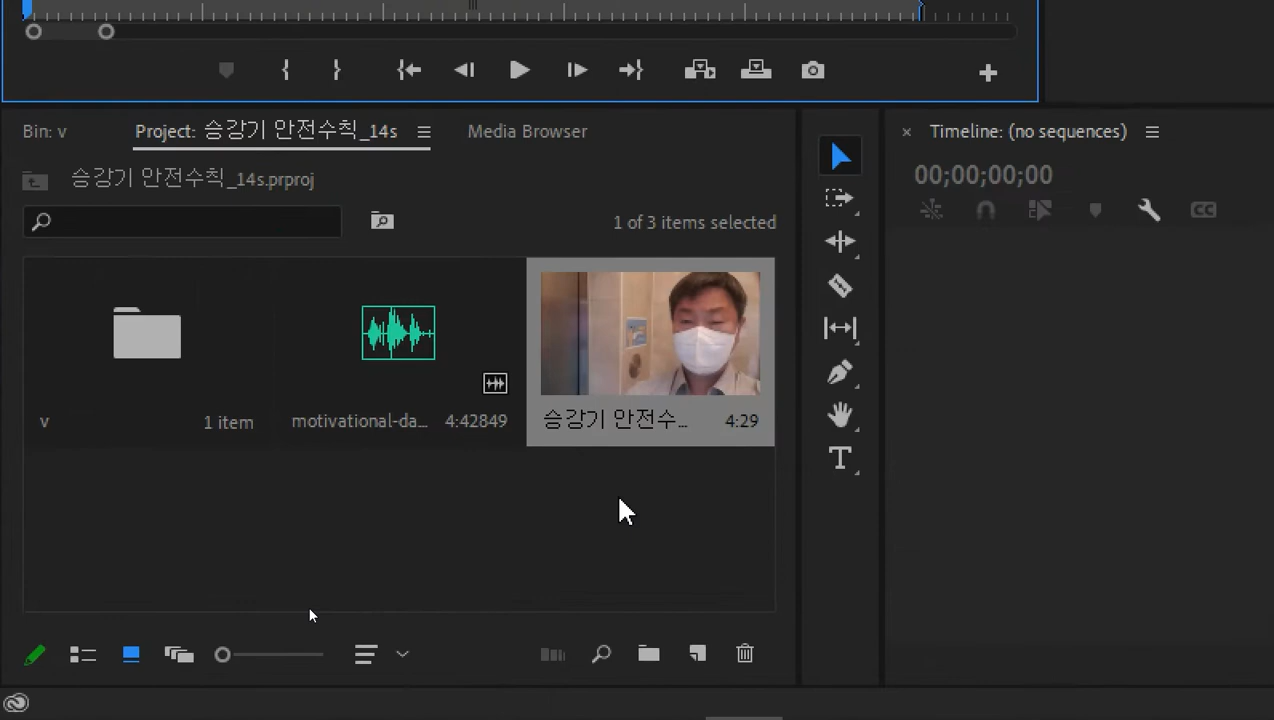 Bin: v
Project: 승강기 안전수칙_14s
Media Browser
Timeline: (no sequences)
승강기 안전수칙_14s.prproj
00;00;00;00
1 of 3 items selected
CC
v
1 item
motivational-da...
4:42849
승강기 안전수...
4:29